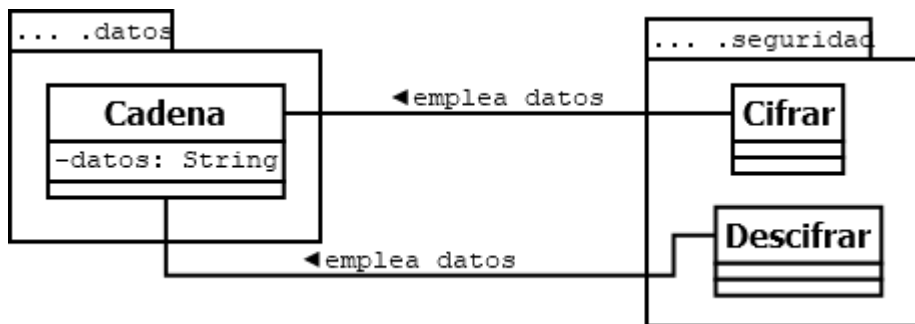 ... .datos
Cadena
-datos: String
◄emplea datos
◄emplea datos
... .seguridad
Cifrar
Descifrar